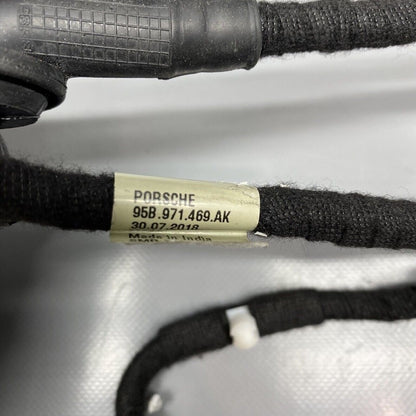 PORSCHE
95B.971.469.AK
30.07.2018
Made in India